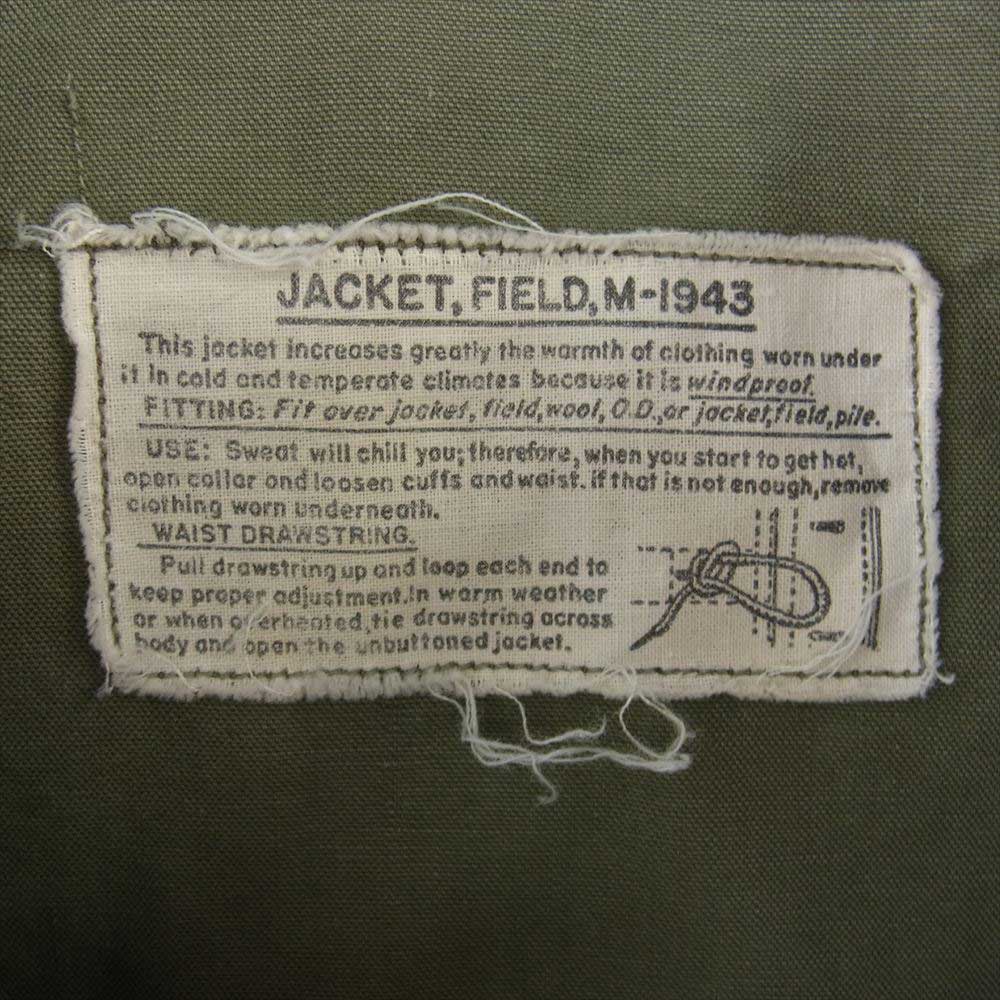 JACKET, FIELD, M-1943
This jacket increases greatly the warmth of clothing worn under
it in cold and temperate climates because it is windproof.
FITTING: Fit over jacket, field, wool, O.D., or jacket, field, pile.
USE: Sweat will chill you; therefore, when you start to get hot,
open collar and loosen cuffs and waist. if that is not enough, remove
clothing worn underneath.
WAIST DRAWSTRING.
Pull drawstring up and loop each end to
keep proper adjustment. In warm weather
or when overheated, tie drawstring across
body and open the unbuttoned jacket.